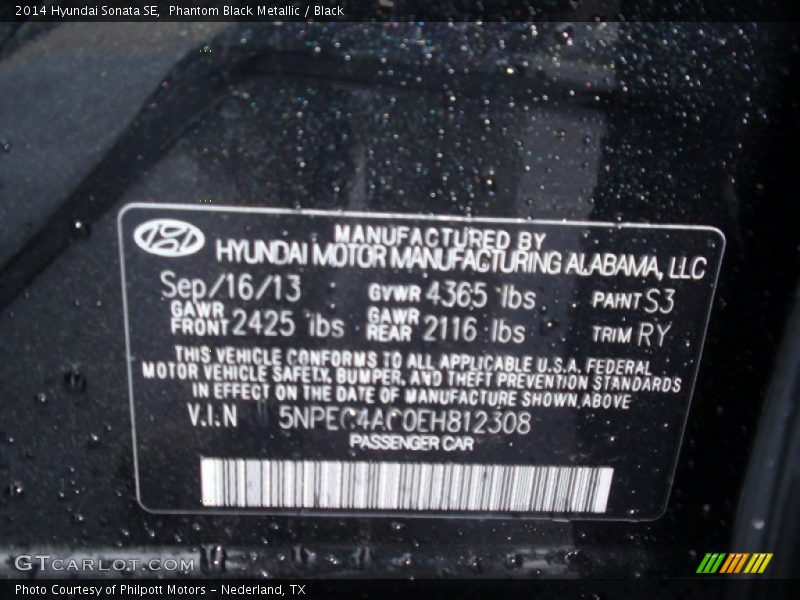 2014 Hyundai Sonata SE, Phantom Black Metallic / Black
MANUFACTURED BY
HYUNDAI MOTOR MANUFACTURING ALABAMA, LLC
Sep/16/13 GVWR 4365 lbs PAINT S3
GAWR FRONT 2425 lbs GAWR REAR 2116 lbs TRIM RY
THIS VEHICLE CONFORMS TO ALL APPLICABLE U.S.A. FEDERAL
MOTOR VEHICLE SAFETY, BUMPER, AND THEFT PREVENTION STANDARDS
IN EFFECT ON THE DATE OF MANUFACTURE SHOWN ABOVE
V.I.N 5NPEC4AC0EH812308
PASSENGER CAR
GTCARLOT.COM
Photo Courtesy of Philpott Motors - Nederland, TX